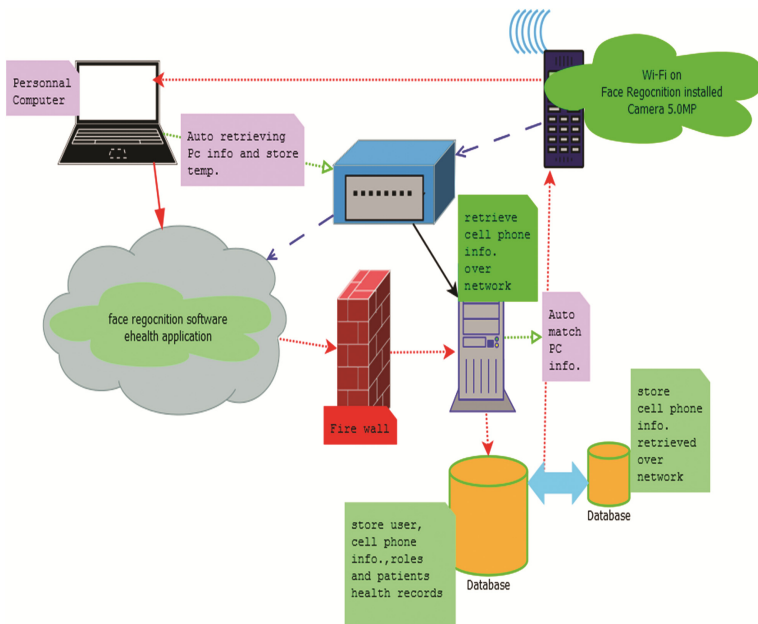 Personnal
Computer
Wi-Fi on
Face Regocnition installed
Camera 5.0MP
Auto retrieving
Pc info and store
temp.
retrieve
cell phone
info.
over
network
face regocnition software
ehealth application
Auto
match
PC
info.
Fire wall
store
cell phone
info.
retrieved
over
network
Database
store user,
cell phone
info.,roles
and patients
health records
Database